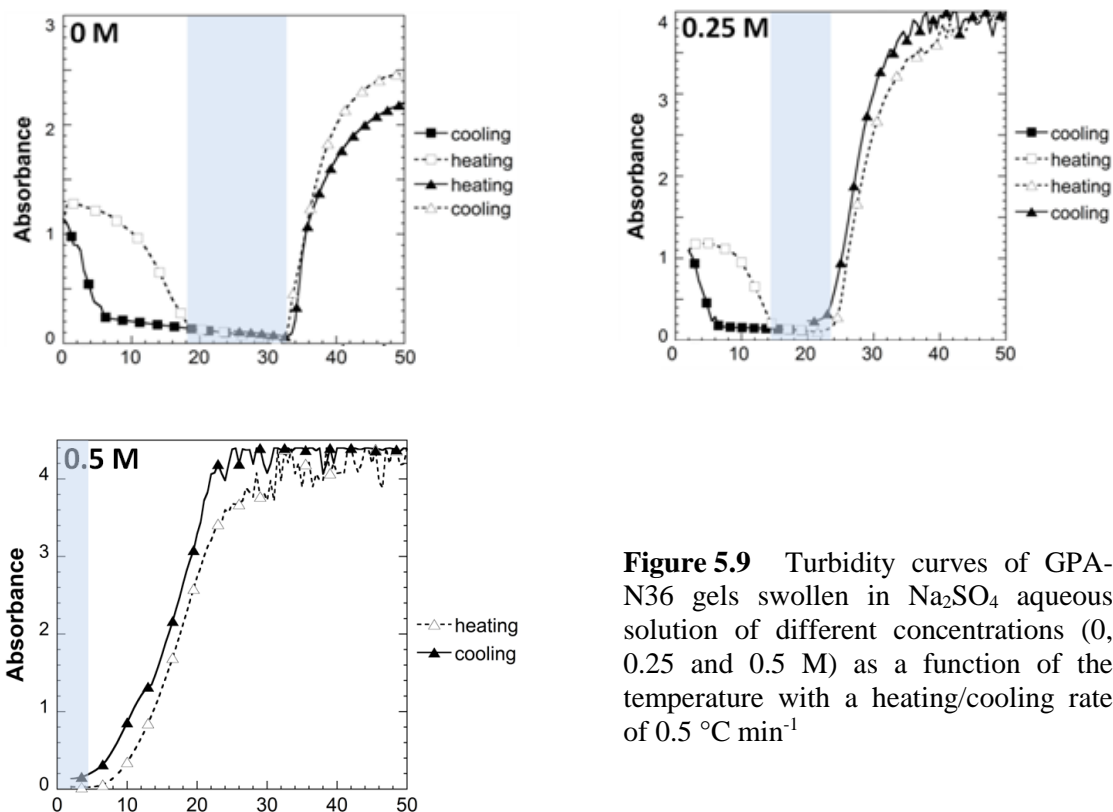 0 M
3
2
1
0
Absorbance
0 10 20 30 40 50
cooling
heating
heating
cooling
0.25 M
4
3
2
1
0
Absorbance
0 10 20 30 40 50
cooling
heating
heating
cooling
0.5 M
4
3
2
1
0
Absorbance
0 10 20 30 40 50
heating
cooling
Figure 5.9 Turbidity curves of GPA-
N36 gels swollen in Na₂SO₄ aqueous
solution of different concentrations (0,
0.25 and 0.5 M) as a function of the
temperature with a heating/cooling rate
of 0.5 °C min⁻¹